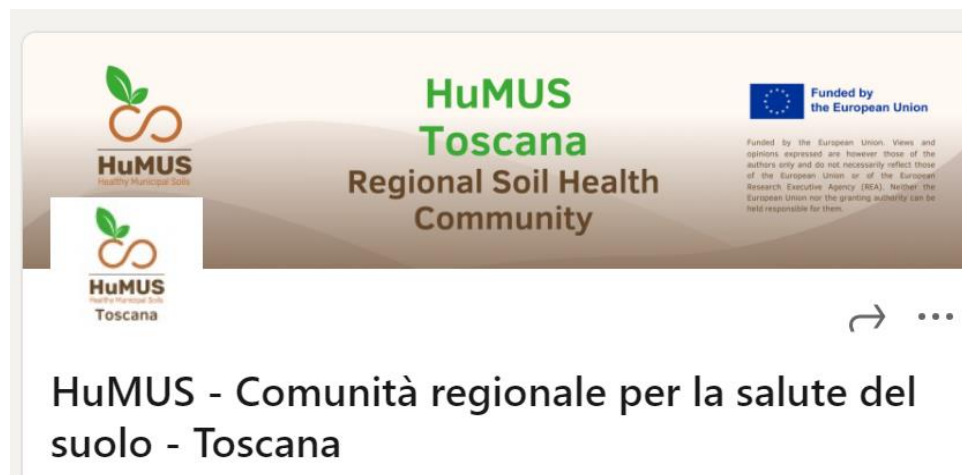 HuMUS
Healthy Municipal Soils
HuMUS
Toscana
Regional Soil Health
Community
Funded by
the European Union
Funded by the European Union. Views and
opinions expressed are however those of the
authors only and do not necessarily reflect those
of the European Union or of the European
Research Executive Agency (REA). Neither the
European Union nor the granting authority can be
held responsible for them.
HuMUS
Healthy Municipal Soils
Toscana
HuMUS - Comunità regionale per la salute del
suolo - Toscana